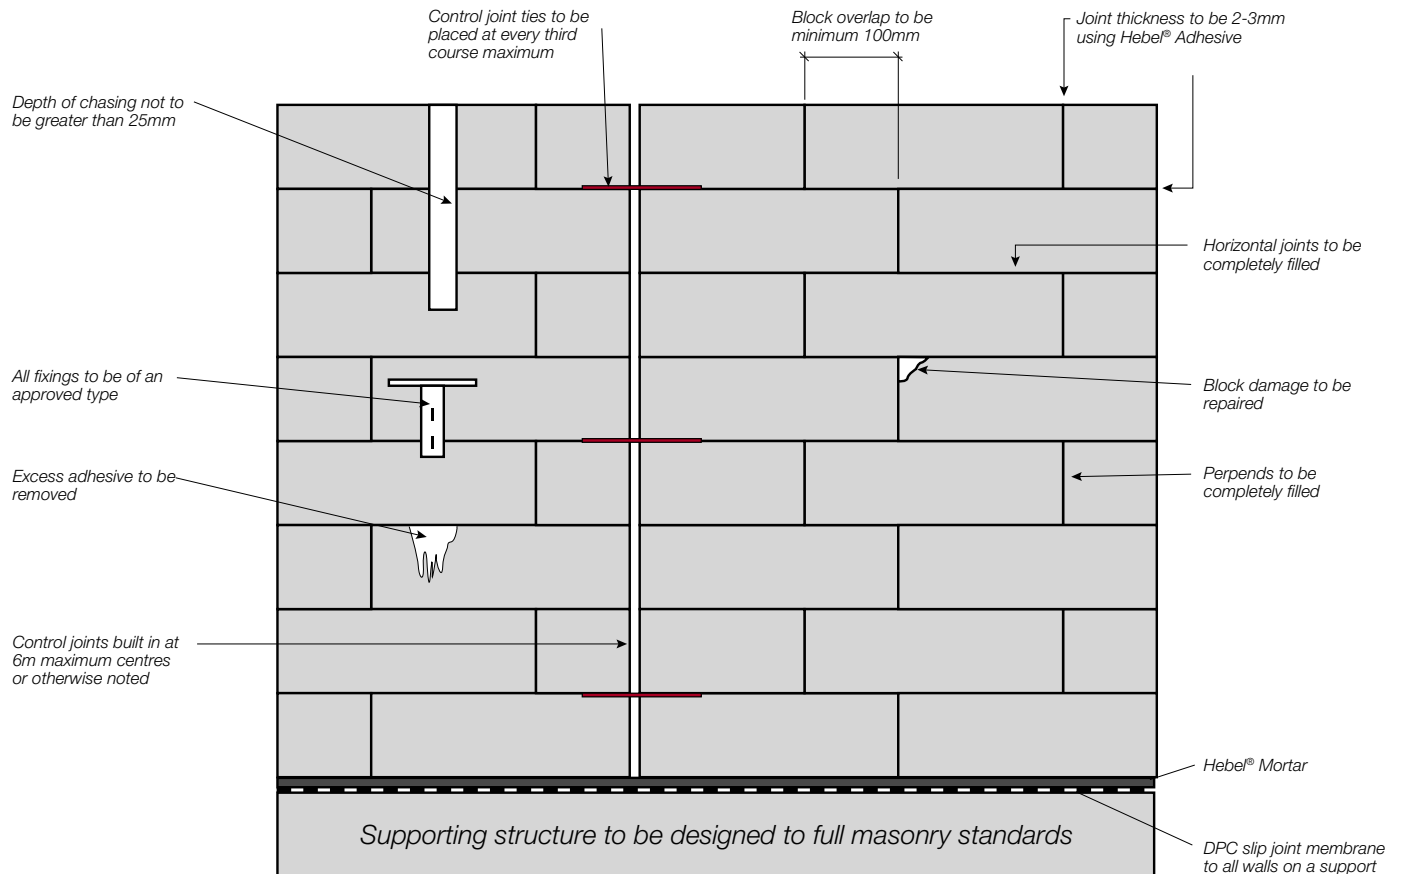 Control joint ties to be
placed at every third
course maximum
Block overlap to be
minimum 100mm
Joint thickness to be 2-3mm
using Hebel® Adhesive
Depth of chasing not to
be greater than 25mm
Horizontal joints to be
completely filled
All fixings to be of an
approved type
Block damage to be
repaired
Excess adhesive to be
removed
Perpends to be
completely filled
Control joints built in at
6m maximum centres
or otherwise noted
Hebel® Mortar
Supporting structure to be designed to full masonry standards
DPC slip joint membrane
to all walls on a support